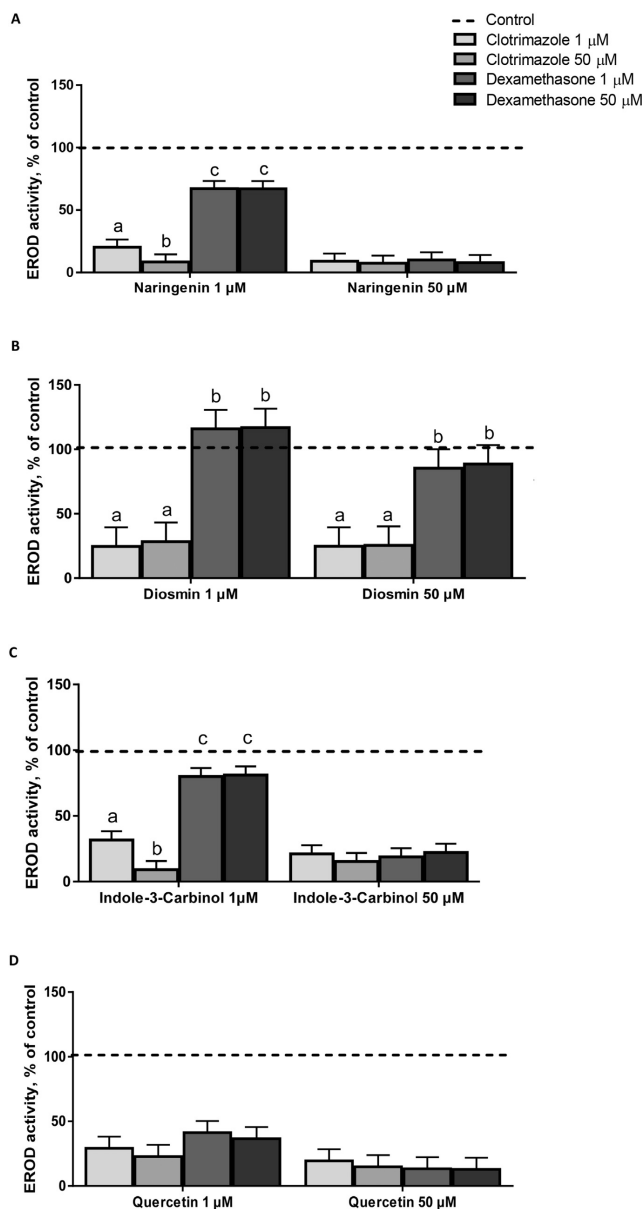 A
Control
Clotrimazole 1 μM
Clotrimazole 50 μM
Dexamethasone 1 μM
Dexamethasone 50 μM
EROD activity, % of control
150
100
50
0
a
b
c
c
Naringenin 1 μM
Naringenin 50 μM
B
EROD activity, % of control
150
100
50
0
a
a
b
b
a
a
b
b
Diosmin 1 μM
Diosmin 50 μM
C
EROD activity, % of control
150
100
50
0
a
b
c
c
Indole-3-Carbinol 1μM
Indole-3-Carbinol 50 μM
D
EROD activity, % of control
150
100
50
0
Quercetin 1 μM
Quercetin 50 μM